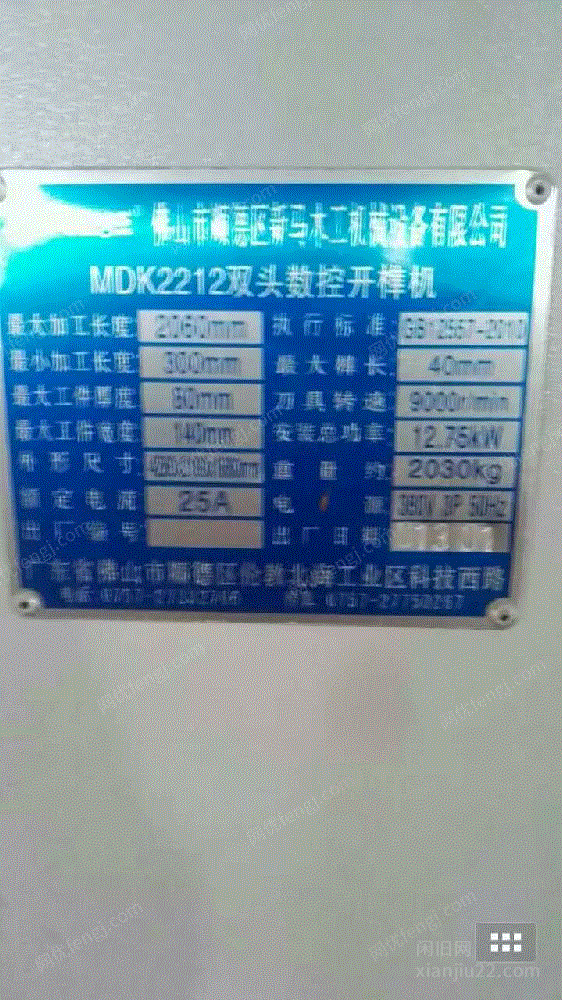 佛山市顺德区新马木工机械设备有限公司
MDK2212双头数控开榫机
最大加工长度: 2060mm 执行标准:
最小加工长度: 300mm 最大榫长: 40mm
最大工件厚度: 80mm 刀具转速: 9000r/min
最大工件宽度: 140mm 安装总功率: 12.75kW
外形尺寸: 重量约: 2030kg
额定电流: 25A 电源: 380V 3P 50Hz
出厂编号: 出厂日期: 1301
广东省佛山市顺德区伦教北海工业区科技西路
电话: 传真: 0757-27750267
闲旧网
xianjiu22.com